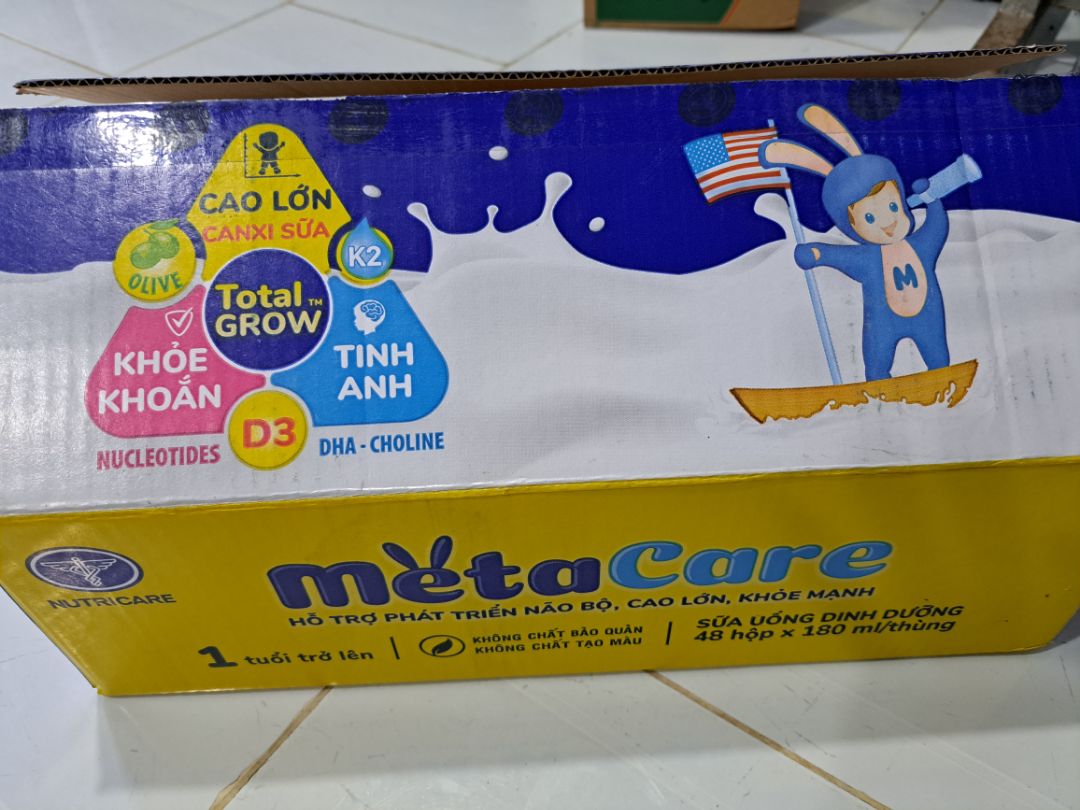 CAO LỚN
CANXI SỮA
OLIVE
K2
Total™
GROW
KHỎE
KHOẮN
TINH
ANH
D3
NUCLEOTIDES
DHA - CHOLINE
M
NUTRICARE
metaCare
HỖ TRỢ PHÁT TRIỂN NÃO BỘ, CAO LỚN, KHỎE MẠNH
1 tuổi trở lên
KHÔNG CHẤT BẢO QUẢN
KHÔNG CHẤT TẠO MÀU
SỮA UỐNG DINH DƯỠNG
48 hộp x 180 ml/thùng